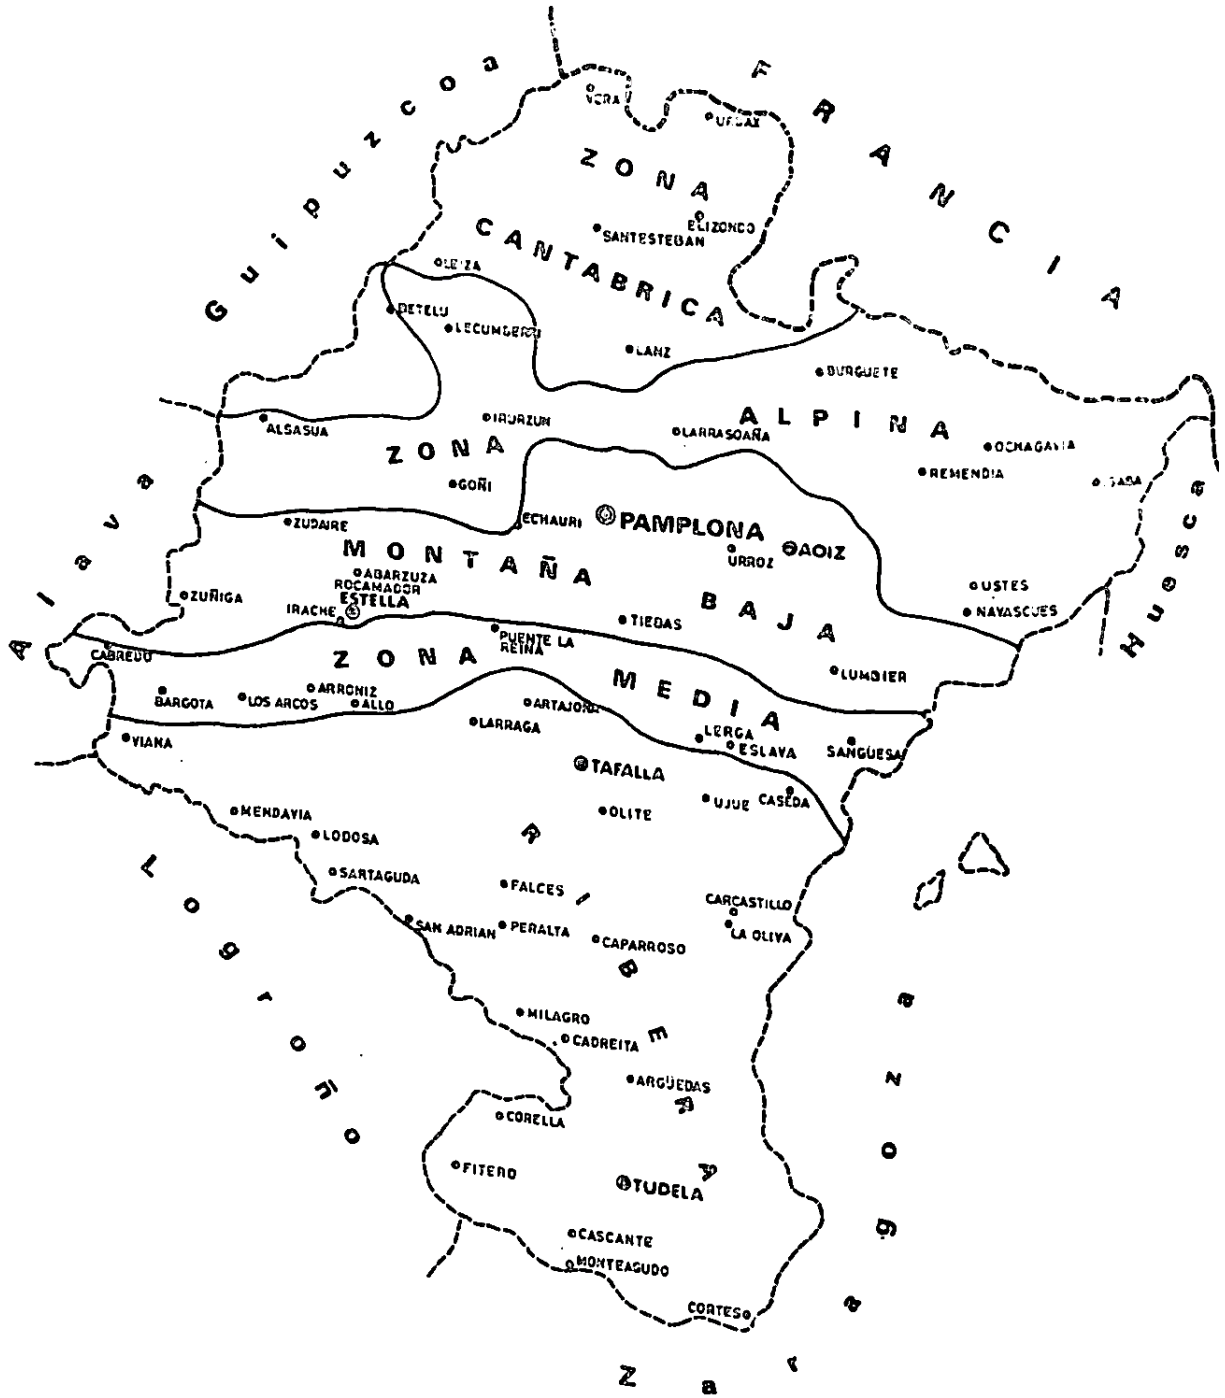 FRANCIA
Guipuzcoa
VERA
URDAX
ZONA
CANTABRICA
ELIZONDO
SANTESTEBAN
LEIZA
BETELU
LECUMBERRI
LANZ
BURGUETE
ALSASUA
IRURZUN
ZONA
ALPINA
LARRASOAÑA
OCHAGAVIA
REMENDIA
GOÑI
Alava
Huesca
ZUDAIRE
ECHAURI
PAMPLONA
URROZ
AOIZ
MONTAÑA
BAJA
ABARZUZA
ROCAMADOR
ESTELLA
IRACHE
ZUÑIGA
USTES
NAVASCUES
TIEBAS
PUENTE LA
REINA
CABREDO
ZONA
MEDIA
LUMBIER
BARGOTA
LOS ARCOS
ARRONIZ
ALLO
ARTAJONA
LARRAGA
LERGA
ESLAVA
SANGÜESA
VIANA
TAFALLA
UJUE
CASEDA
OLITE
MENDAVIA
LODOSA
RIBERA
SARTAGUDA
FALCES
CARCASTILLO
LA OLIVA
SAN ADRIAN
PERALTA
CAPARROSO
Logroño
MILAGRO
CADREITA
ARGÜEDAS
CORELLA
FITERO
TUDELA
CASCANTE
MONTEAGUDO
CORTES
Zaragoza